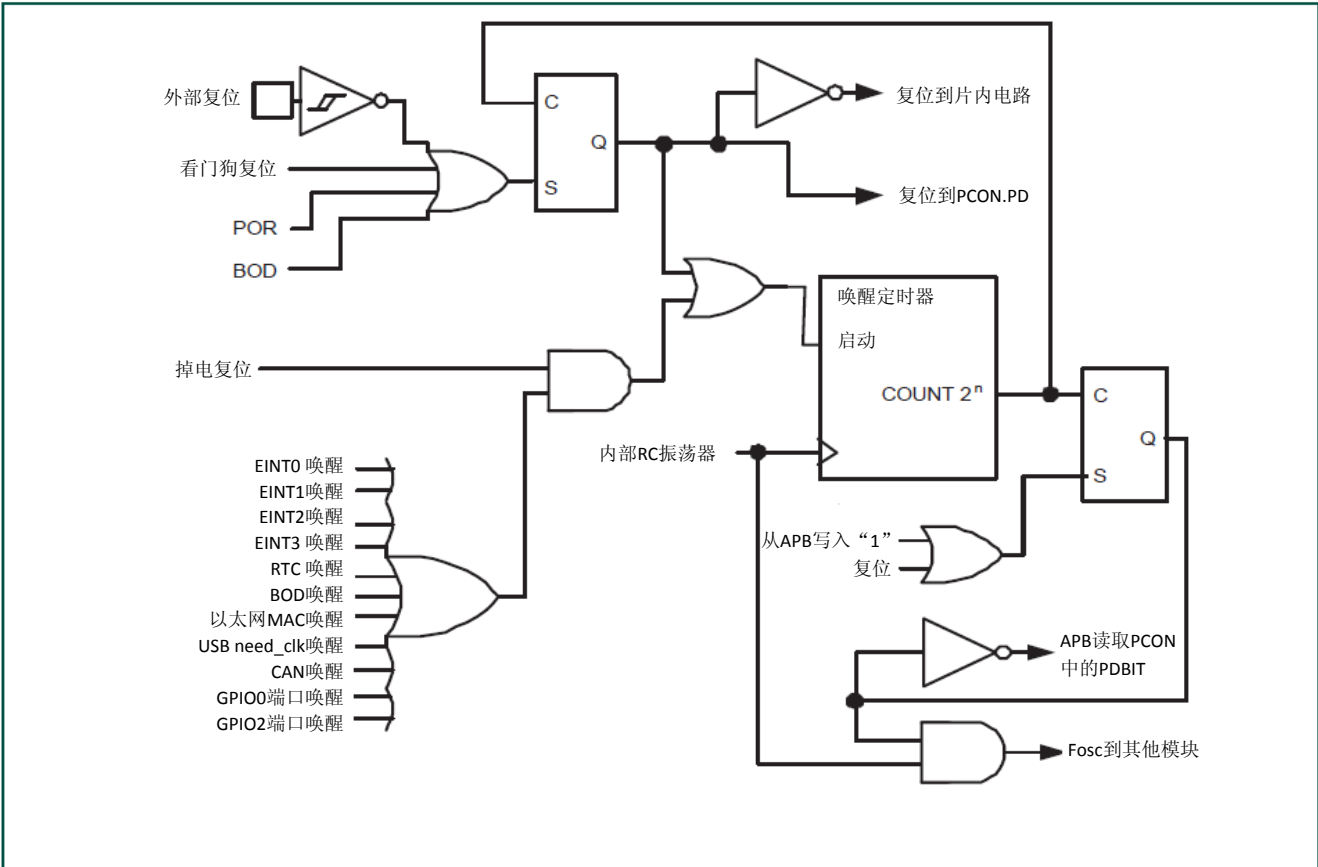 外部复位
看门狗复位
POR
BOD
C
Q
S
复位到片内电路
复位到PCON.PD
掉电复位
唤醒定时器
启动
COUNT 2ⁿ
内部RC振荡器
C
Q
S
EINT0 唤醒
EINT1唤醒
EINT2唤醒
EINT3 唤醒
RTC 唤醒
BOD唤醒
以太网MAC唤醒
USB need_clk唤醒
CAN唤醒
GPIO0端口唤醒
GPIO2端口唤醒
从APB写入“1”
复位
APB读取PCON
中的PDBIT
Fosc到其他模块